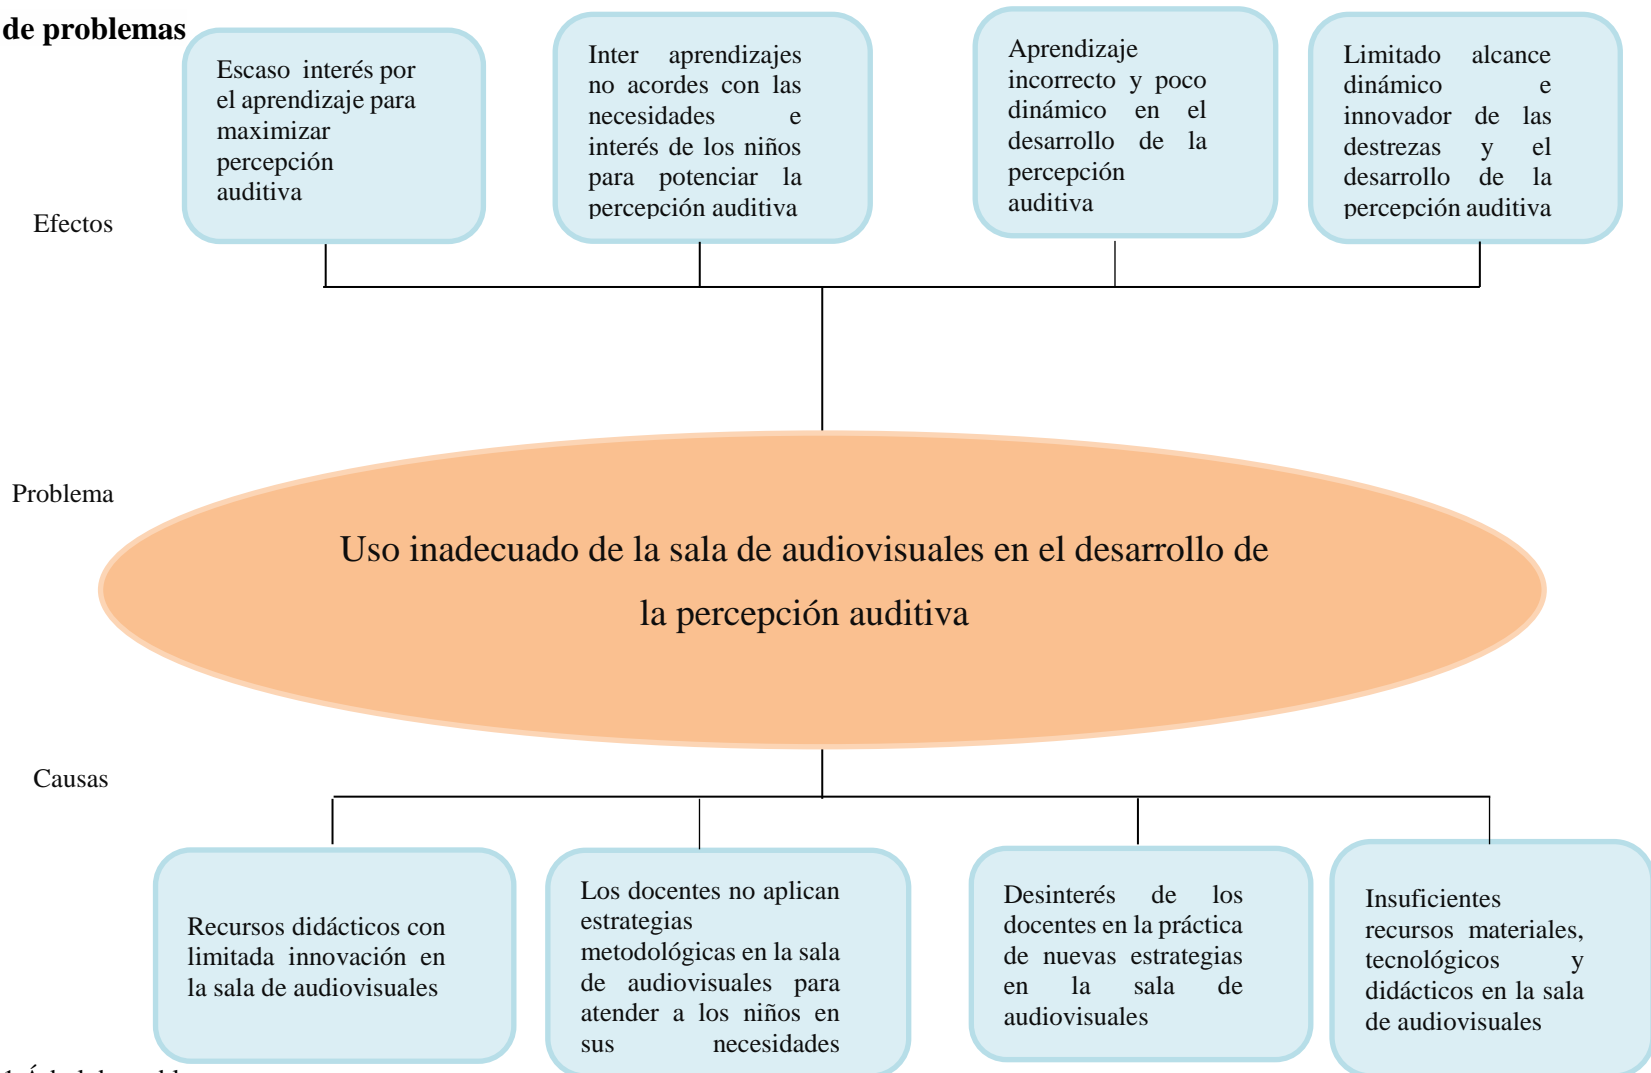 de problemas
Escaso interés por
el aprendizaje para
maximizar
percepción
auditiva
Inter aprendizajes
no acordes con las
necesidades e
interés de los niños
para potenciar la
percepción auditiva
Aprendizaje
incorrecto y poco
dinámico en el
desarrollo de la
percepción
auditiva
Limitado alcance
dinámico e
innovador de las
destrezas y el
desarrollo de la
percepción auditiva
Efectos
Problema
Uso inadecuado de la sala de audiovisuales en el desarrollo de
la percepción auditiva
Causas
Recursos didácticos con
limitada innovación en
la sala de audiovisuales
Los docentes no aplican
estrategias
metodológicas en la sala
de audiovisuales para
atender a los niños en
sus necesidades
Desinterés de los
docentes en la práctica
de nuevas estrategias
en la sala de
audiovisuales
Insuficientes
recursos materiales,
tecnológicos y
didácticos en la sala
de audiovisuales